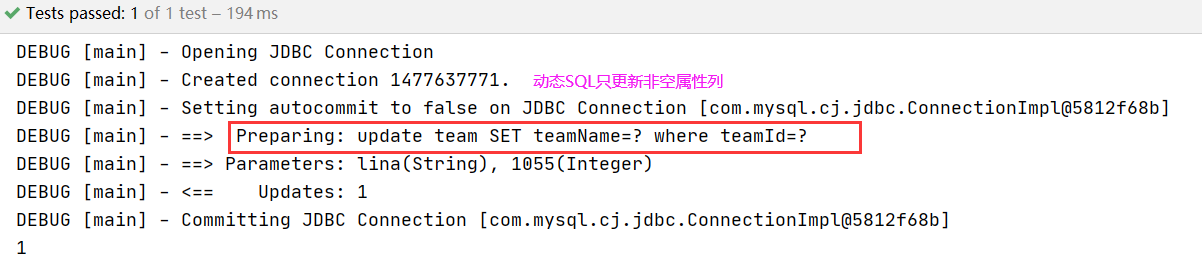 Tests passed: 1 of 1 test – 194 ms
DEBUG [main] - Opening JDBC Connection
DEBUG [main] - Created connection 1477637771. 动态SQL只更新非空属性列
DEBUG [main] - Setting autocommit to false on JDBC Connection [com.mysql.cj.jdbc.ConnectionImpl@5812f68b]
DEBUG [main] - ==>  Preparing: update team SET teamName=? where teamId=?
DEBUG [main] - ==> Parameters: lina(String), 1055(Integer)
DEBUG [main] - <==    Updates: 1
DEBUG [main] - Committing JDBC Connection [com.mysql.cj.jdbc.ConnectionImpl@5812f68b]
1